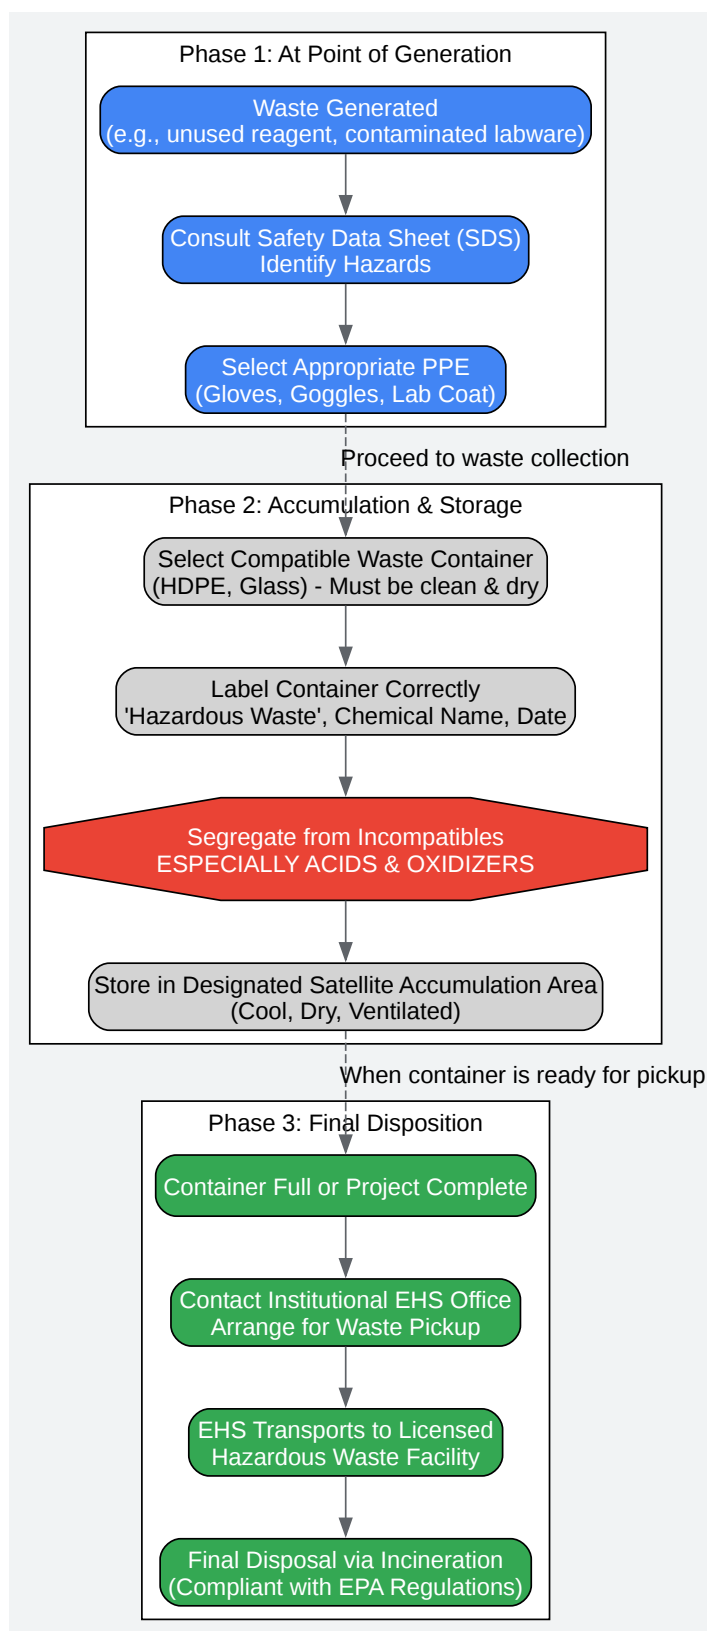 Phase 1: At Point of Generation
Waste Generated
(e.g., unused reagent, contaminated labware)
Consult Safety Data Sheet (SDS)
Identify Hazards
Select Appropriate PPE
(Gloves, Goggles, Lab Coat)
Proceed to waste collection
Phase 2: Accumulation & Storage
Select Compatible Waste Container
(HDPE, Glass) - Must be clean & dry
Label Container Correctly
'Hazardous Waste', Chemical Name, Date
Segregate from Incompatibles
ESPECIALLY ACIDS & OXIDIZERS
Store in Designated Satellite Accumulation Area
(Cool, Dry, Ventilated)
When container is ready for pickup
Phase 3: Final Disposition
Container Full or Project Complete
Contact Institutional EHS Office
Arrange for Waste Pickup
EHS Transports to Licensed
Hazardous Waste Facility
Final Disposal via Incineration
(Compliant with EPA Regulations)